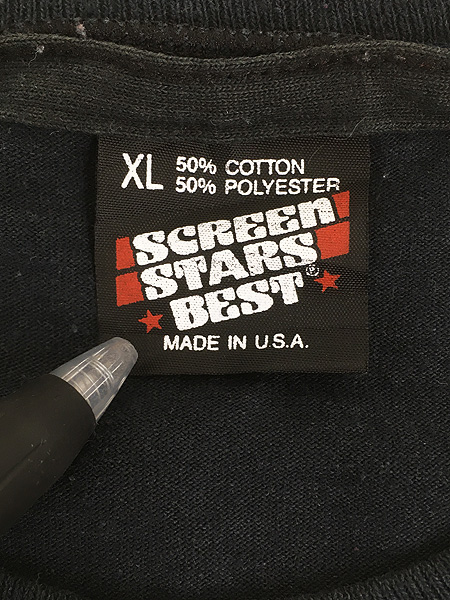 XL 50% COTTON
50% POLYESTER
SCREEN
STARS
BEST®
MADE IN U.S.A.